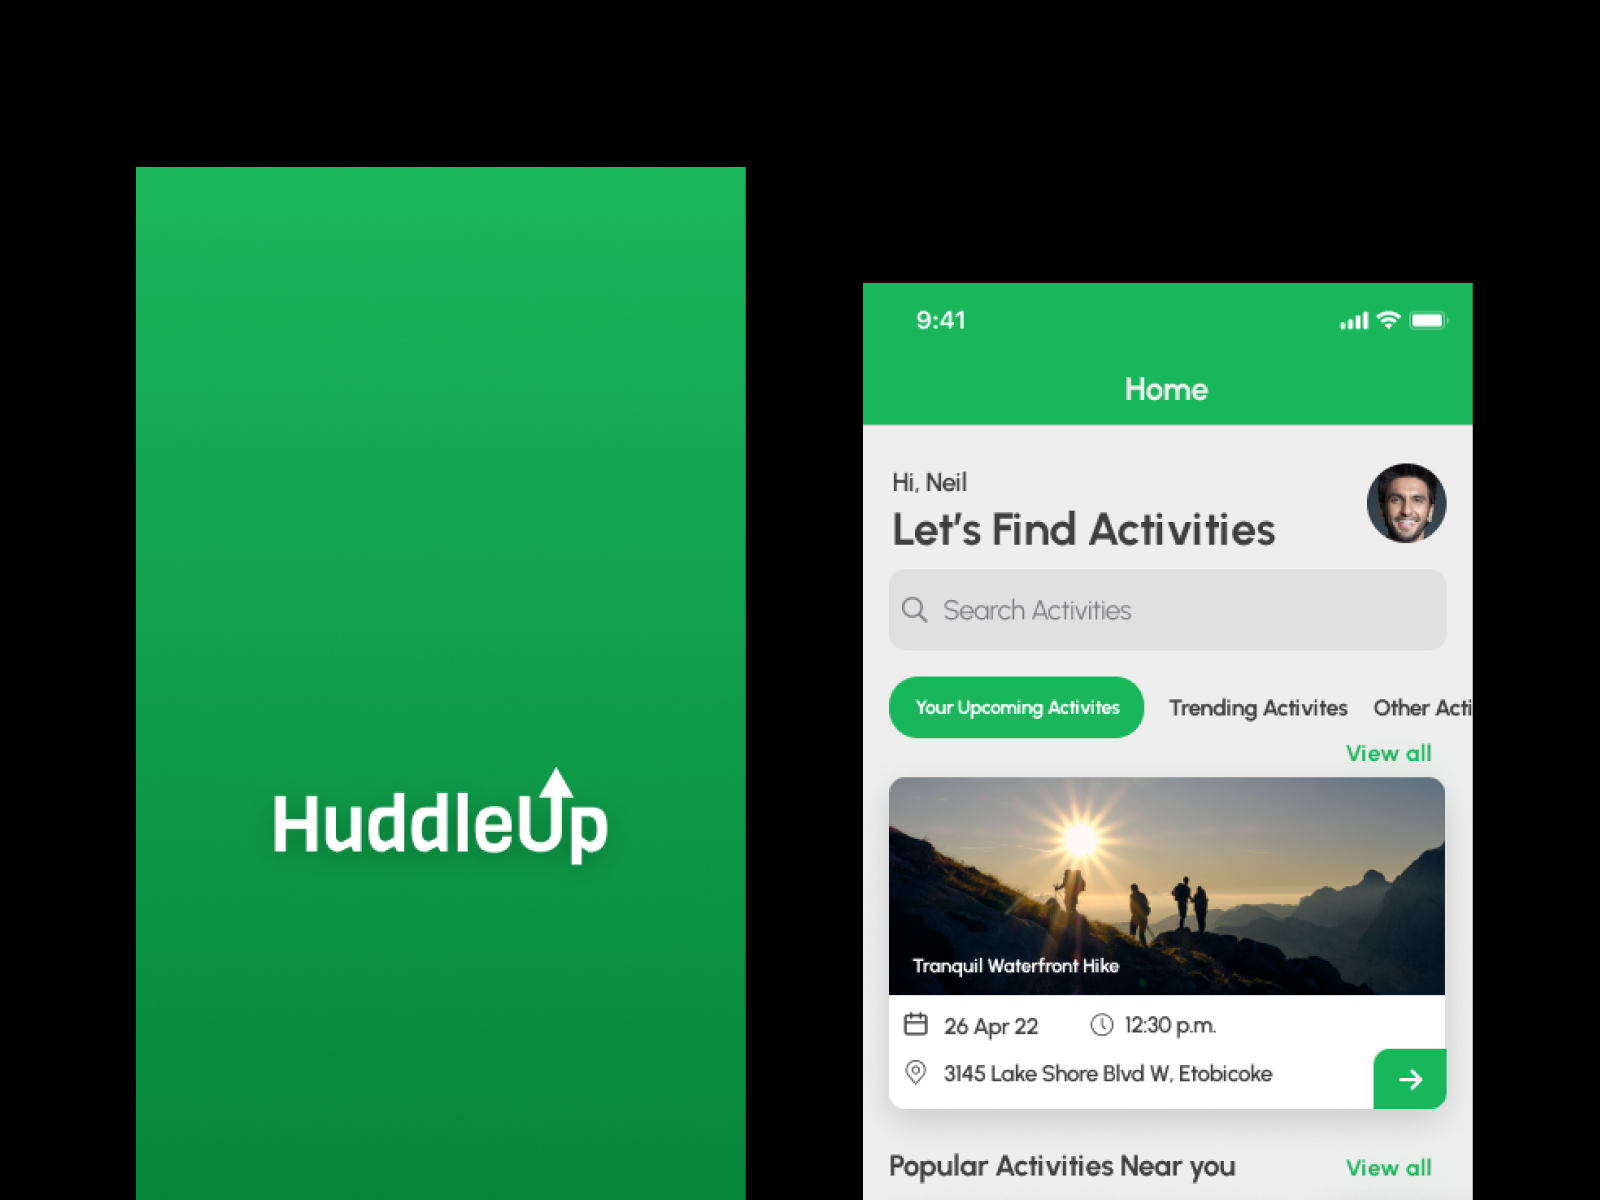 HuddleUp
9:41
Home
Hi, Neil
Let's Find Activities
Search Activities
Your Upcoming Activites
Trending Activites
Other Acti
View all
Tranquil Waterfront Hike
26 Apr 22
12:30 p.m.
3145 Lake Shore Blvd W, Etobicoke
Popular Activities Near you
View all